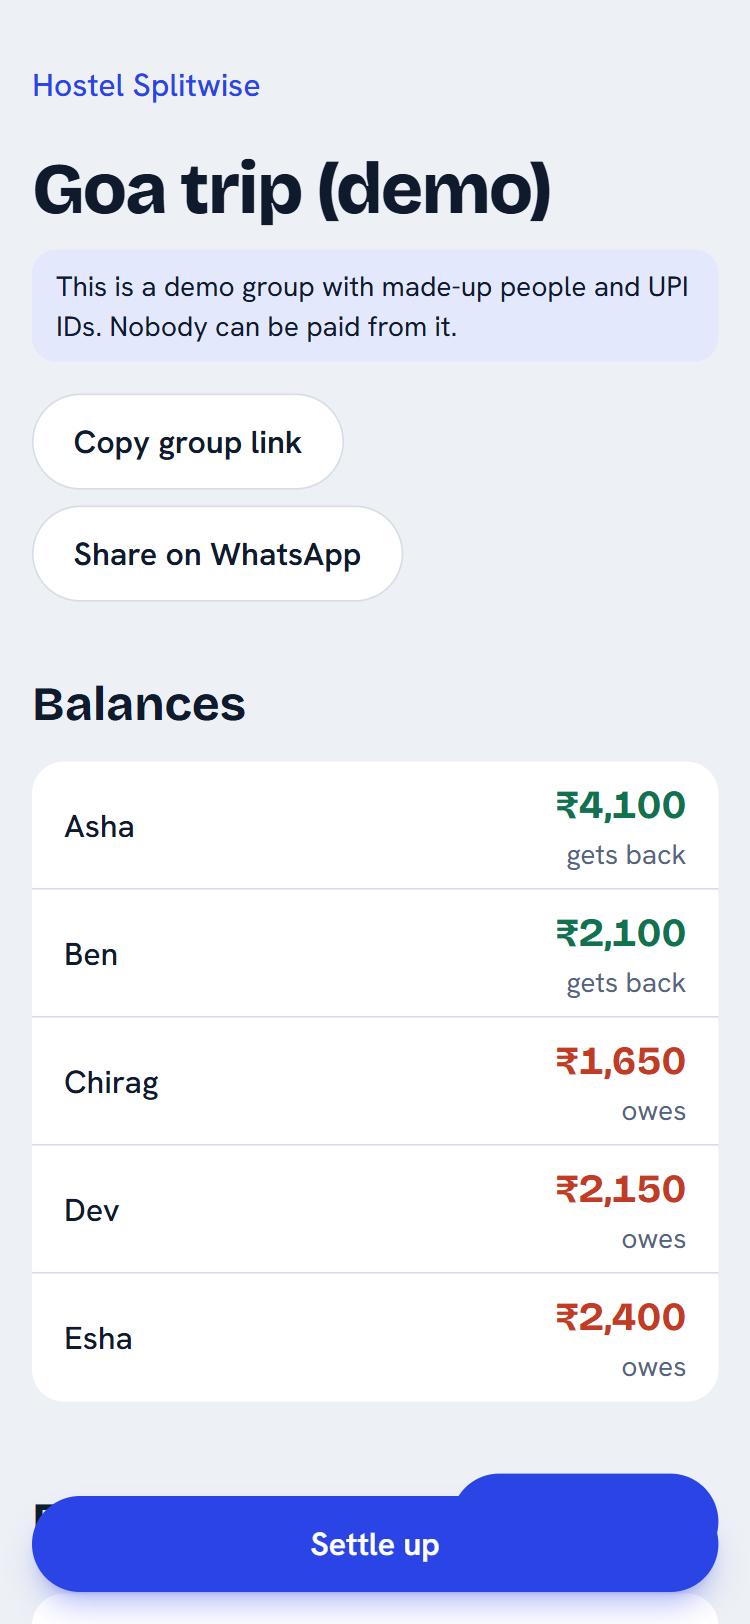 Hostel Splitwise
Goa trip (demo)
This is a demo group with made-up people and UPI
IDs. Nobody can be paid from it.
Copy group link
Share on WhatsApp
Balances
Asha
₹4,100
gets back
Ben
₹2,100
gets back
Chirag
₹1,650
owes
Dev
₹2,150
owes
Esha
₹2,400
owes
Settle up